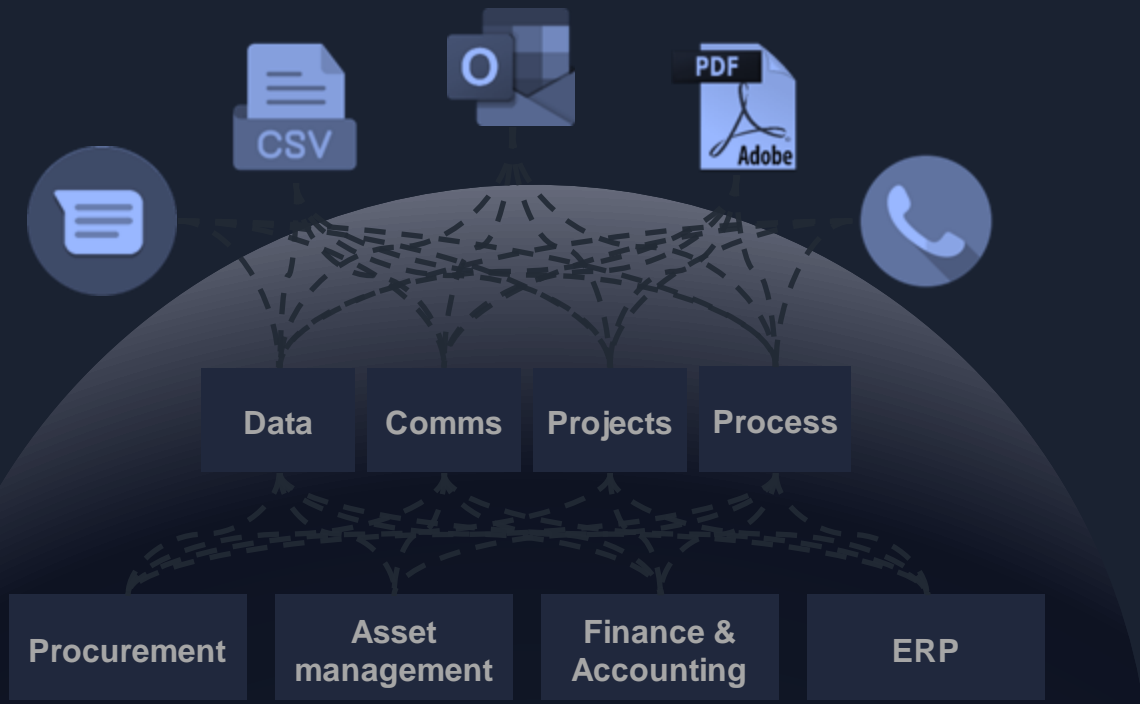 O
PDF
CSV
Adobe
Data
Comms
Projects
Process
Procurement
Asset
management
Finance &
Accounting
ERP